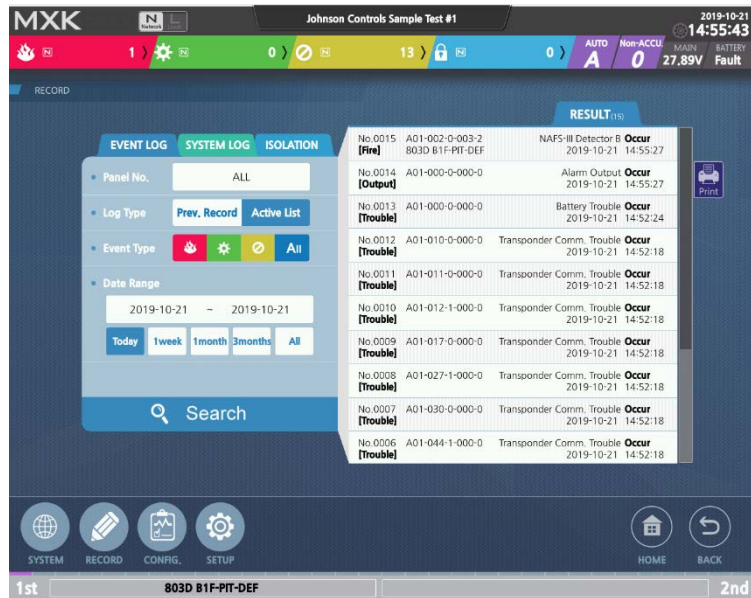 MXK
N L
Network Local
Johnson Controls Sample Test #1
2019-10-21
14:55:43
N 1 〉
N 0 〉
N 13 〉
N 0 〉
AUTO
A
Non-ACCU.
0
MAIN
27.89V
BATTERY
Fault
RECORD
RESULT(15)
EVENT LOG SYSTEM LOG ISOLATION
Panel No. ALL
Log Type Prev. Record Active List
Event Type All
Date Range
2019-10-21 ~ 2019-10-21
Today 1week 1month 3months All
Search
No.0015 A01-002-0-003-2 NAFS-III Detector B Occur
[Fire] 803D B1F-PIT-DEF 2019-10-21 14:55:27
No.0014 A01-000-0-000-0 Alarm Output Occur
[Output] 2019-10-21 14:55:27
No.0013 A01-000-0-000-0 Battery Trouble Occur
[Trouble] 2019-10-21 14:52:24
No.0012 A01-010-0-000-0 Transponder Comm. Trouble Occur
[Trouble] 2019-10-21 14:52:18
No.0011 A01-011-0-000-0 Transponder Comm. Trouble Occur
[Trouble] 2019-10-21 14:52:18
No.0010 A01-012-1-000-0 Transponder Comm. Trouble Occur
[Trouble] 2019-10-21 14:52:18
No.0009 A01-017-0-000-0 Transponder Comm. Trouble Occur
[Trouble] 2019-10-21 14:52:18
No.0008 A01-027-1-000-0 Transponder Comm. Trouble Occur
[Trouble] 2019-10-21 14:52:18
No.0007 A01-030-0-000-0 Transponder Comm. Trouble Occur
[Trouble] 2019-10-21 14:52:18
No.0006 A01-044-1-000-0 Transponder Comm. Trouble Occur
[Trouble] 2019-10-21 14:52:18
Print
SYSTEM RECORD CONFIG. SETUP HOME BACK
1st 803D B1F-PIT-DEF 2nd